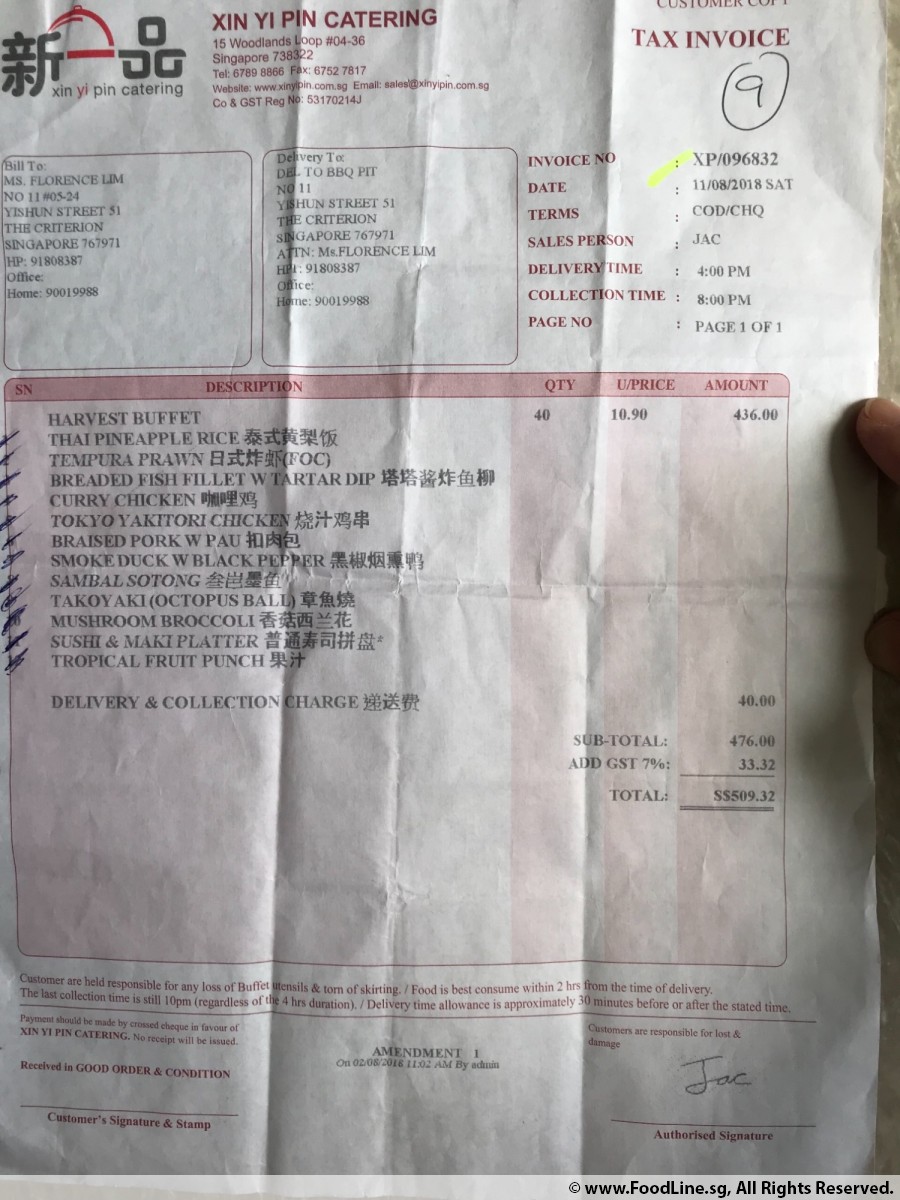 CUSTOMER COPY
新一品
xin yi pin catering
XIN YI PIN CATERING
15 Woodlands Loop #04-36
Singapore 738322
Tel: 6789 8866 Fax: 6752 7817
Website: www.xinyipin.com.sg Email: sales@xinyipin.com.sg
Co & GST Reg No: 53170214J
TAX INVOICE
9
Bill To:
MS. FLORENCE LIM
NO 11 #05-24
YISHUN STREET 51
THE CRITERION
SINGAPORE 767971
HP: 91808387
Office:
Home: 90019988
Delivery To:
DEL TO BBQ PIT
NO 11
YISHUN STREET 51
THE CRITERION
SINGAPORE 767971
ATTN: Ms.FLORENCE LIM
HP1: 91808387
Office:
Home: 90019988
INVOICE NO : XP/096832
DATE : 11/08/2018 SAT
TERMS : COD/CHQ
SALES PERSON : JAC
DELIVERY TIME : 4:00 PM
COLLECTION TIME : 8:00 PM
PAGE NO : PAGE 1 OF 1
SN DESCRIPTION QTY U/PRICE AMOUNT
HARVEST BUFFET 40 10.90 436.00
THAI PINEAPPLE RICE 泰式黄梨饭
TEMPURA PRAWN 日式炸虾(FOC)
BREADED FISH FILLET W TARTAR DIP 塔塔酱炸鱼柳
CURRY CHICKEN 咖哩鸡
TOKYO YAKITORI CHICKEN 烧汁鸡串
BRAISED PORK W PAU 扣肉包
SMOKE DUCK W BLACK PEPPER 黑椒烟熏鸭
SAMBAL SOTONG 叁峇墨鱼
TAKOYAKI (OCTOPUS BALL) 章魚燒
MUSHROOM BROCCOLI 香菇西兰花
SUSHI & MAKI PLATTER 普通寿司拼盘*
TROPICAL FRUIT PUNCH 果汁
DELIVERY & COLLECTION CHARGE 递送费 40.00
SUB-TOTAL: 476.00
ADD GST 7%: 33.32
TOTAL: S$509.32
Customer are held responsible for any loss of Buffet utensils & torn of skirting. / Food is best consume within 2 hrs from the time of delivery.
The last collection time is still 10pm (regardless of the 4 hrs duration). / Delivery time allowance is approximately 30 minutes before or after the stated time.
Payment should be made by crossed cheque in favour of
XIN YI PIN CATERING. No receipt will be issued.
Received in GOOD ORDER & CONDITION
Customer's Signature & Stamp
AMENDMENT 1
On 02/08/2018 11:02 AM By admin
Customers are responsible for lost &
damage
Jac
Authorised Signature
© www.FoodLine.sg, All Rights Reserved.